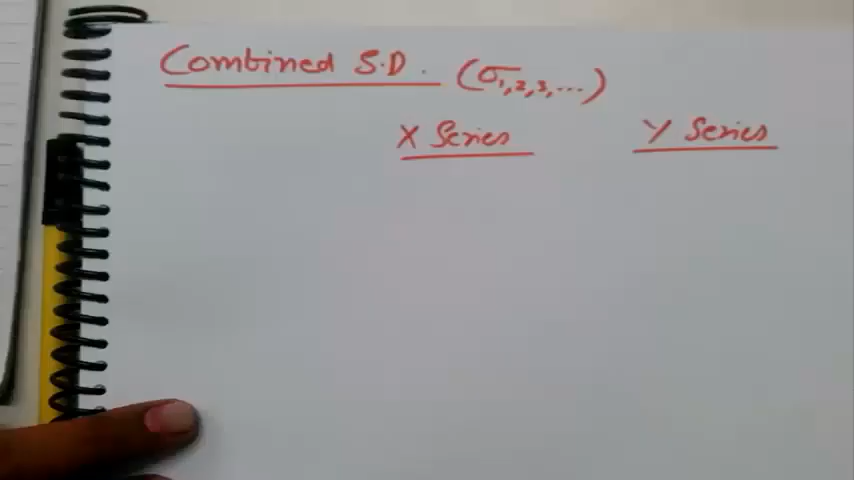 Combined S.D. (σ1,2,3,...)
X Series Y Series